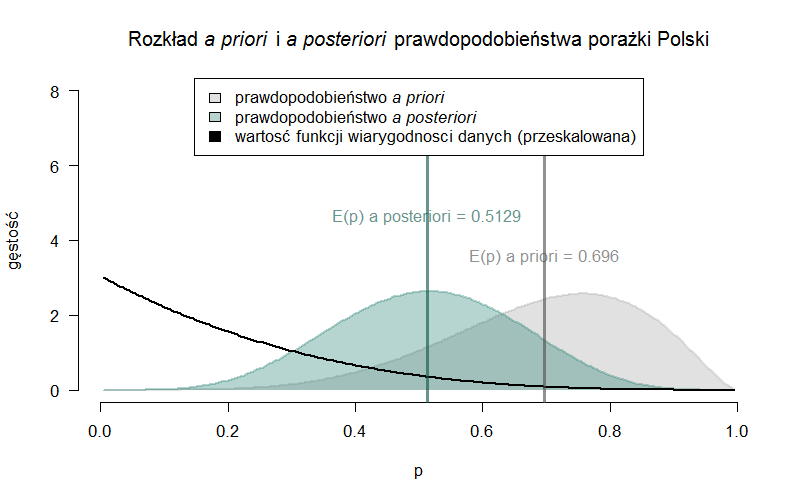 Rozkład a priori i a posteriori prawdopodobieństwa porażki Polski
prawdopodobieństwo a priori
prawdopodobieństwo a posteriori
wartosć funkcji wiarygodnosci danych (przeskalowana)
E(p) a posteriori = 0.5129
E(p) a priori = 0.696
gęstość
8
6
4
2
0
0.0 0.2 0.4 0.6 0.8 1.0
p